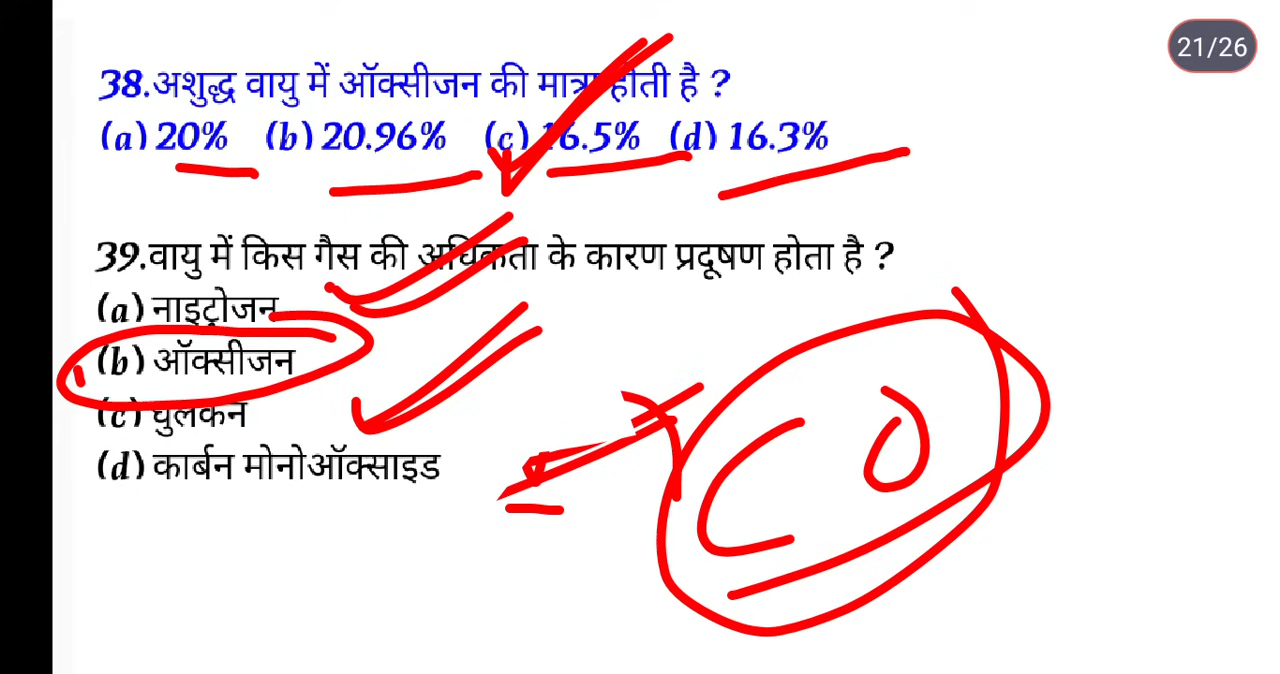 21/26
38.अशुद्ध वायु में ऑक्सीजन की मात्रा होती है ?
(a) 20% (b) 20.96% (c) 16.5% (d) 16.3%
39.वायु में किस गैस की अधिकता के कारण प्रदूषण होता है ?
(a) नाइट्रोजन
(b) ऑक्सीजन
(c) धुलकन
(d) कार्बन मोनोऑक्साइड
CO